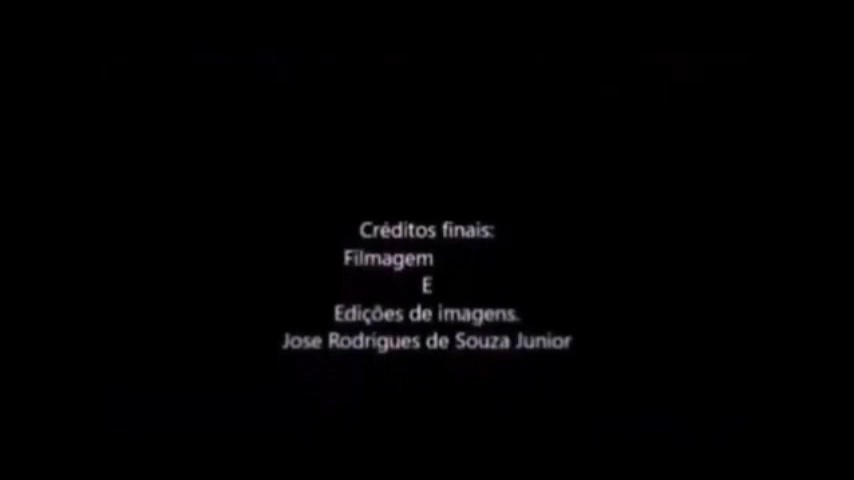 Créditos finais:
Filmagem
E
Edições de imagens.
Jose Rodrigues de Souza Junior